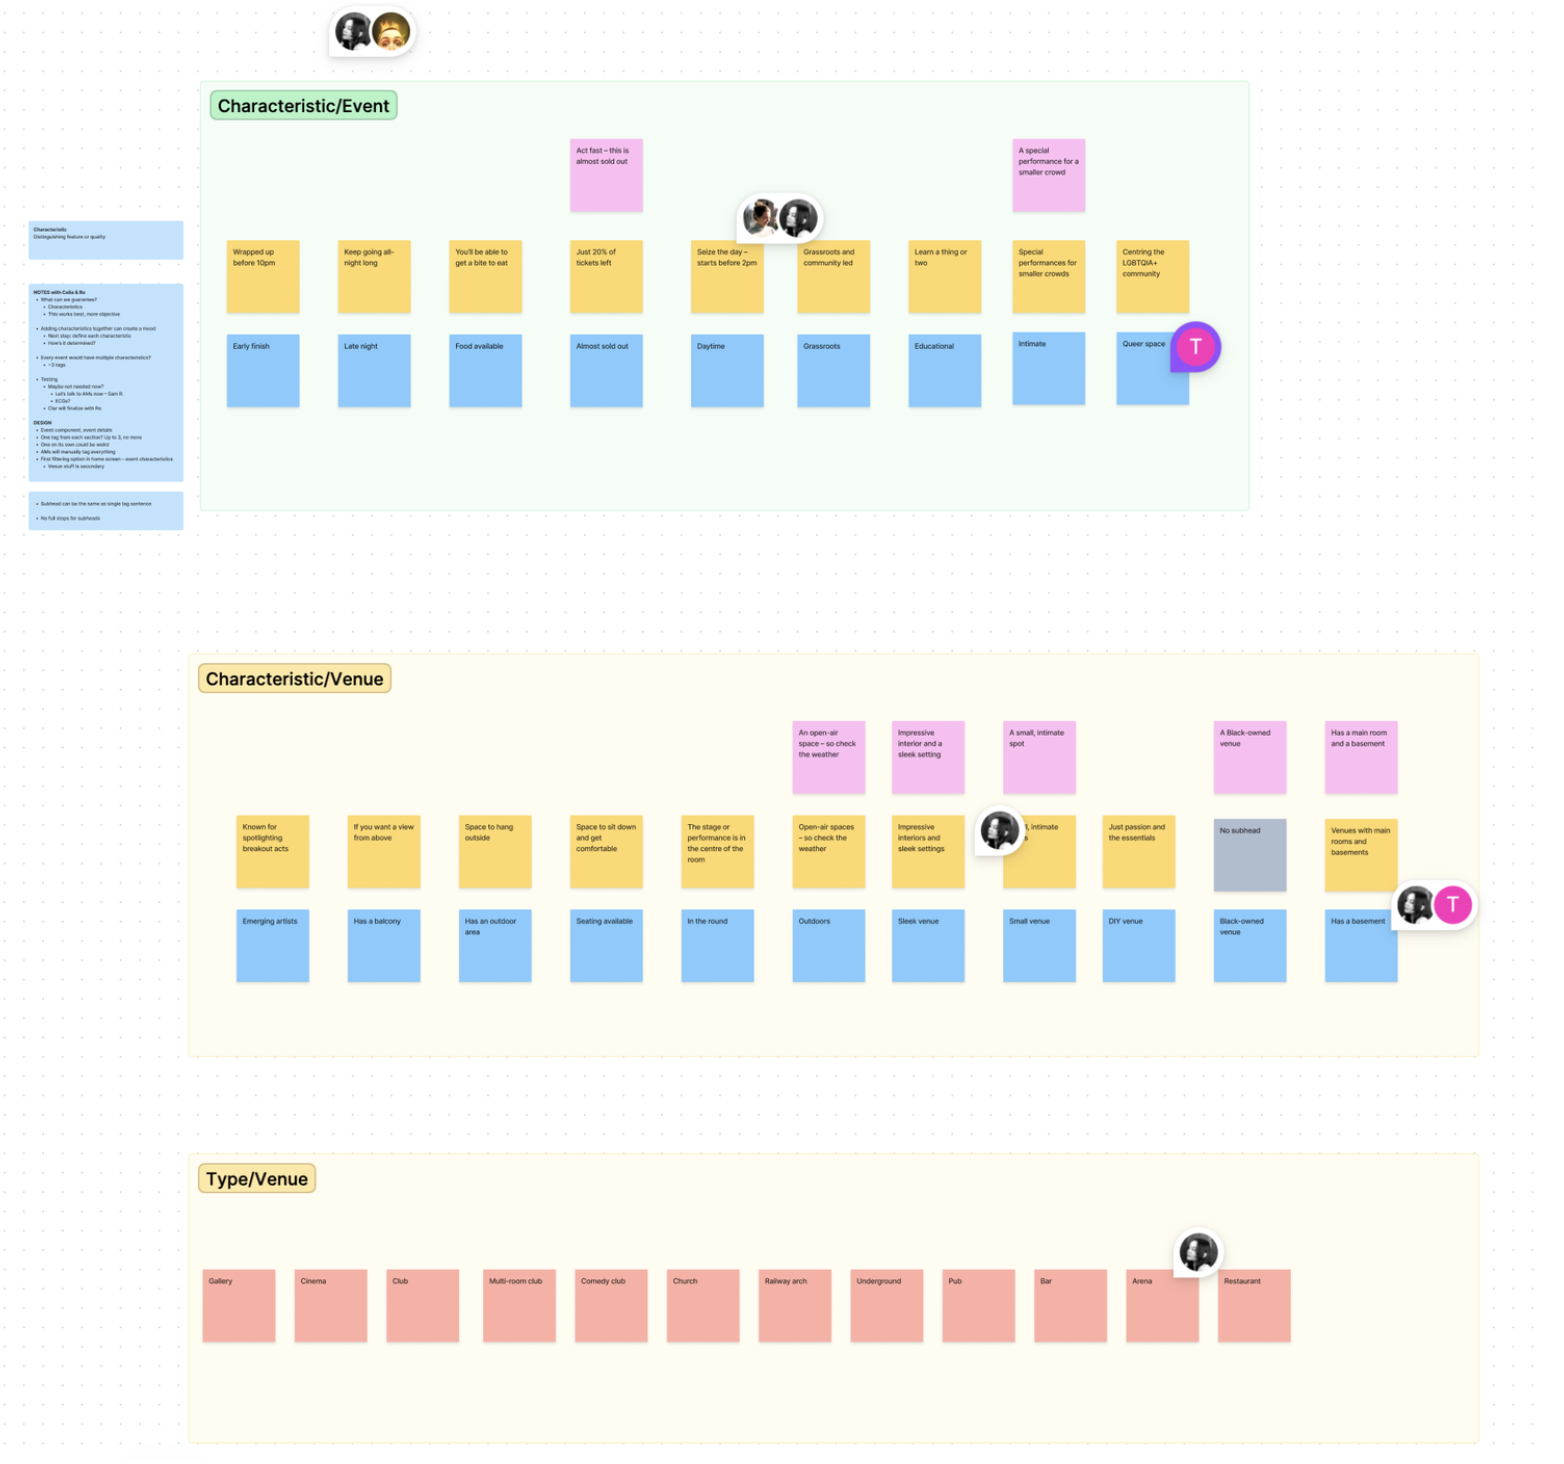 Characteristic/Event
Act fast – this is
almost sold out
A special
performance for a
smaller crowd
Characteristic
Distinguishing feature or quality
Wrapped up
before 10pm
Keep going all-
night long
You'll be able to
get a bite to eat
Just 20% of
tickets left
Seize the day –
starts before 2pm
Grassroots and
community led
Learn a thing or
two
Special
performances for
smaller crowds
Centring the
LGBTQIA+
community
Early finish
Late night
Food available
Almost sold out
Daytime
Grassroots
Educational
Intimate
Queer space
T
NOTES with Celia & Ro
What can we guarantee?
Characteristics
This works best, more objective
Adding characteristics together can create a mood
Next step: define each characteristic
How's it determined?
Every event would have multiple characteristics?
~3 tags
Testing
Maybe not needed now?
Let's talk to AMs now – Sam R
ECGs?
Clar will finalise with Ro
DESIGN
Event component, event details
One tag from each section? Up to 3, no more
One on its own could be weird
AMs will manually tag everything
First filtering option in home screen – event characteristics
Venue stuff is secondary
Subhead can be the same as single tag sentence
No full stops for subheads
Characteristic/Venue
An open-air
space – so check
the weather
Impressive
interior and a
sleek setting
A small, intimate
spot
A Black-owned
venue
Has a main room
and a basement
Known for
spotlighting
breakout acts
If you want a view
from above
Space to hang
outside
Space to sit down
and get
comfortable
The stage or
performance is in
the centre of the
room
Open-air spaces
– so check the
weather
Impressive
interiors and
sleek settings
intimate
Just passion and
the essentials
No subhead
Venues with main
rooms and
basements
Emerging artists
Has a balcony
Has an outdoor
area
Seating available
In the round
Outdoors
Sleek venue
Small venue
DIY venue
Black-owned
venue
Has a basement
T
Type/Venue
Gallery
Cinema
Club
Multi-room club
Comedy club
Church
Railway arch
Underground
Pub
Bar
Arena
Restaurant